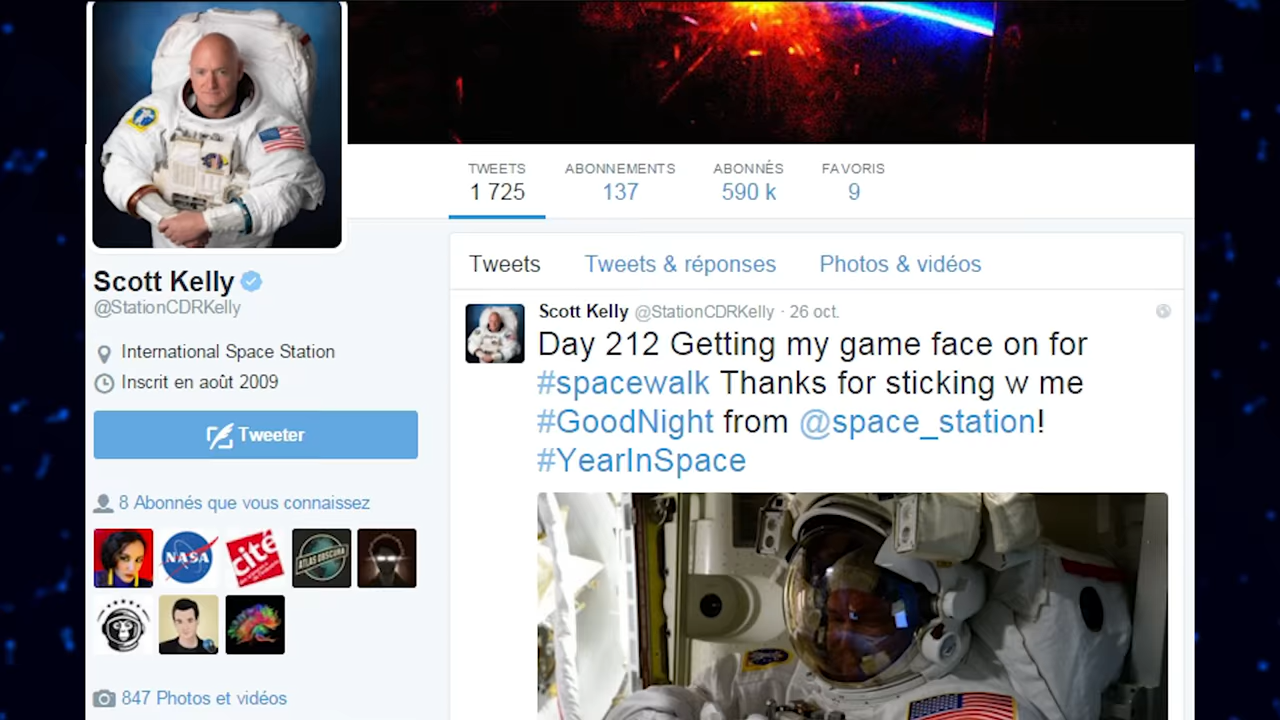 TWEETS ABONNEMENTS ABONNÉS FAVORIS
1 725 137 590 k 9
Scott Kelly
@StationCDRKelly
International Space Station
Inscrit en août 2009
Tweeter
8 Abonnés que vous connaissez
NASA
cité
ATLAS OBSCURA
847 Photos et vidéos
Tweets Tweets & réponses Photos & vidéos
Scott Kelly @StationCDRKelly · 26 oct.
Day 212 Getting my game face on for
#spacewalk Thanks for sticking w me
#GoodNight from @space_station!
#YearInSpace